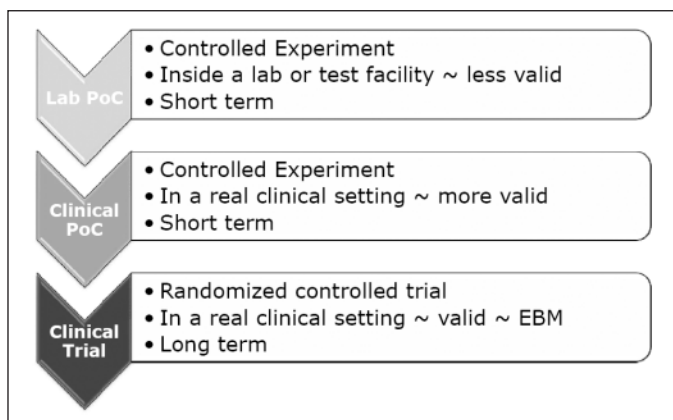 Lab PoC
• Controlled Experiment
• Inside a lab or test facility ~ less valid
• Short term
Clinical
PoC
• Controlled Experiment
• In a real clinical setting ~ more valid
• Short term
Clinical
Trial
• Randomized controlled trial
• In a real clinical setting ~ valid ~ EBM
• Long term